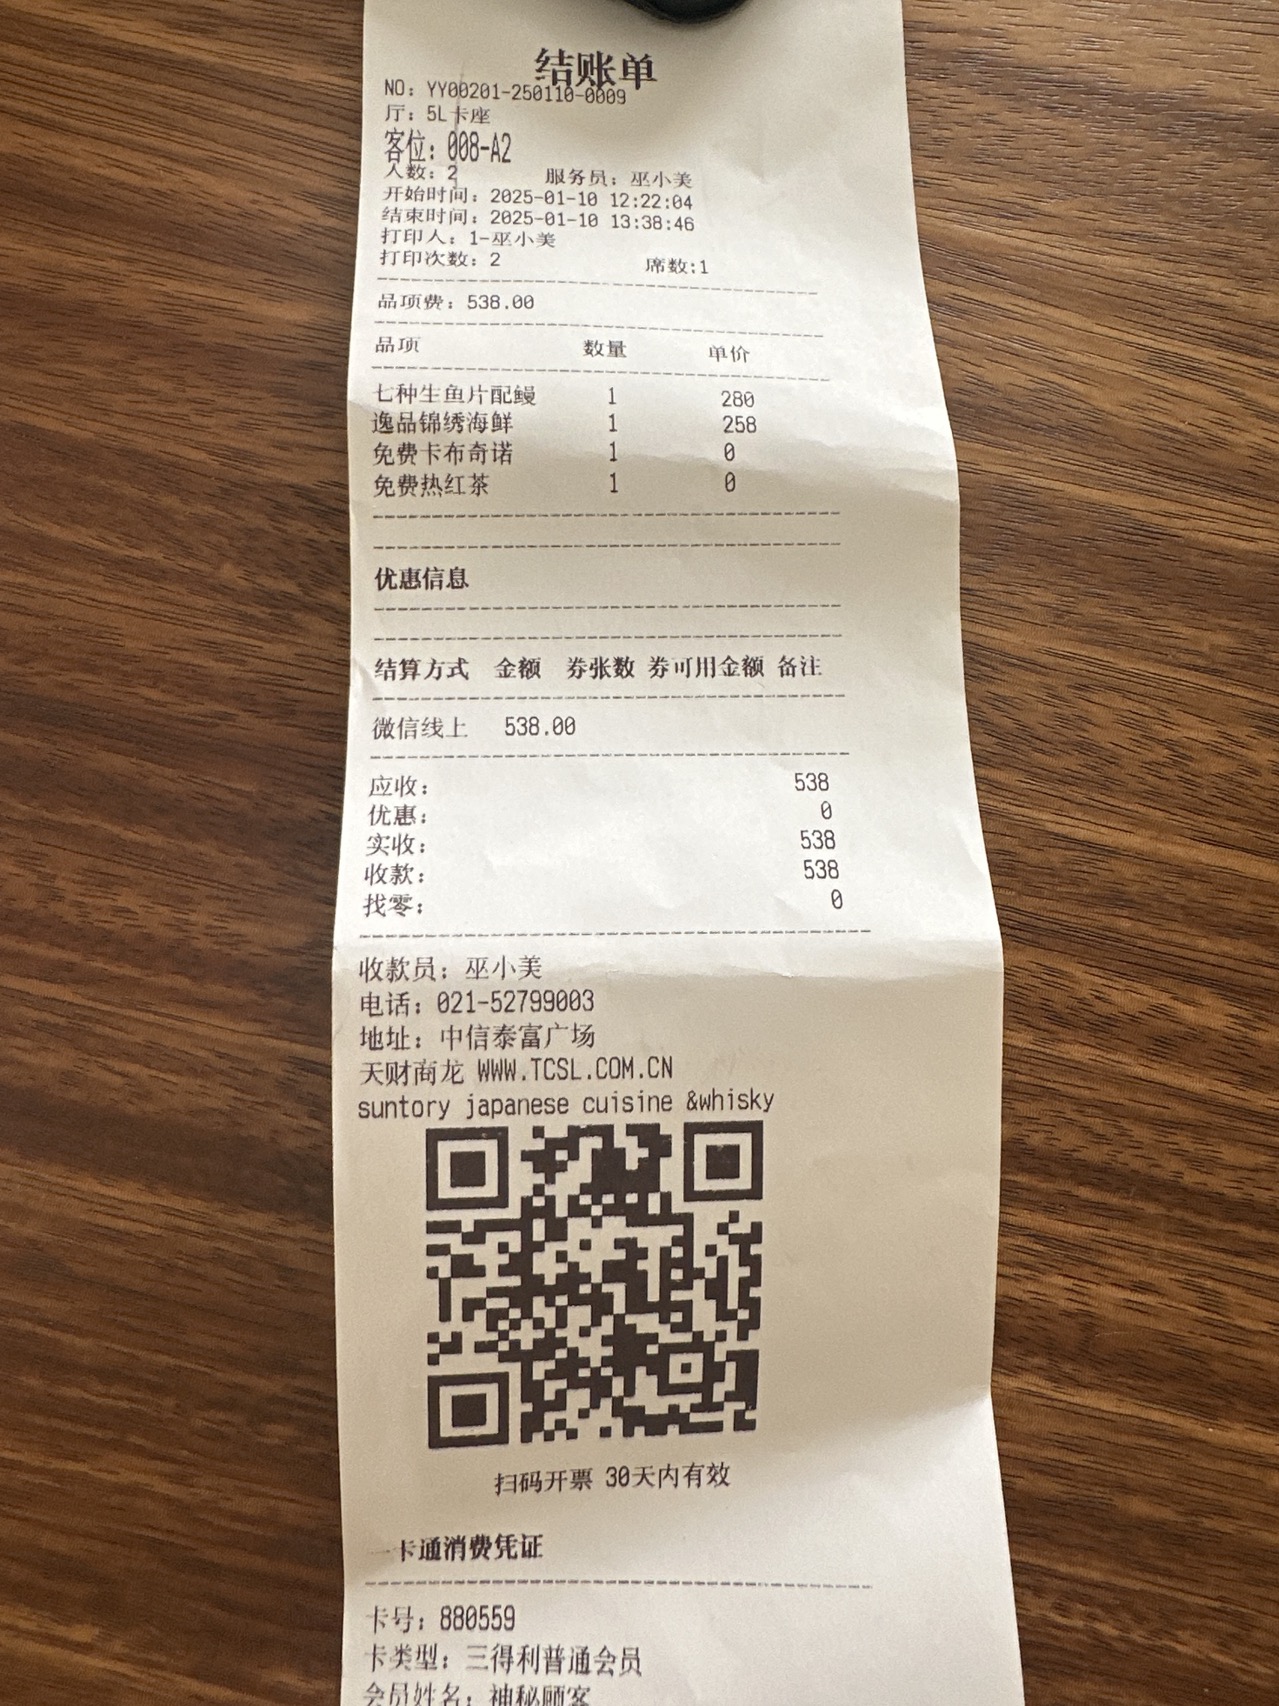 结账单
NO: YY00201-250110-0009
厅: 5L卡座
客位: 008-A2
人数: 2 服务员: 巫小美
开始时间: 2025-01-10 12:22:04
结束时间: 2025-01-10 13:38:46
打印人: 1-巫小美
打印次数: 2 席数:1
品项费: 538.00
品项 数量 单价
七种生鱼片配鳗 1 280
逸品锦绣海鲜 1 258
免费卡布奇诺 1 0
免费热红茶 1 0
优惠信息
结算方式 金额 券张数 券可用金额 备注
微信线上 538.00
应收: 538
优惠: 0
实收: 538
收款: 538
找零: 0
收款员: 巫小美
电话: 021-52799003
地址: 中信泰富广场
天财商龙 WWW.TCSL.COM.CN
suntory japanese cuisine &whisky
扫码开票 30天内有效
一卡通消费凭证
卡号: 880559
卡类型: 三得利普通会员
会员姓名: 神秘顾客